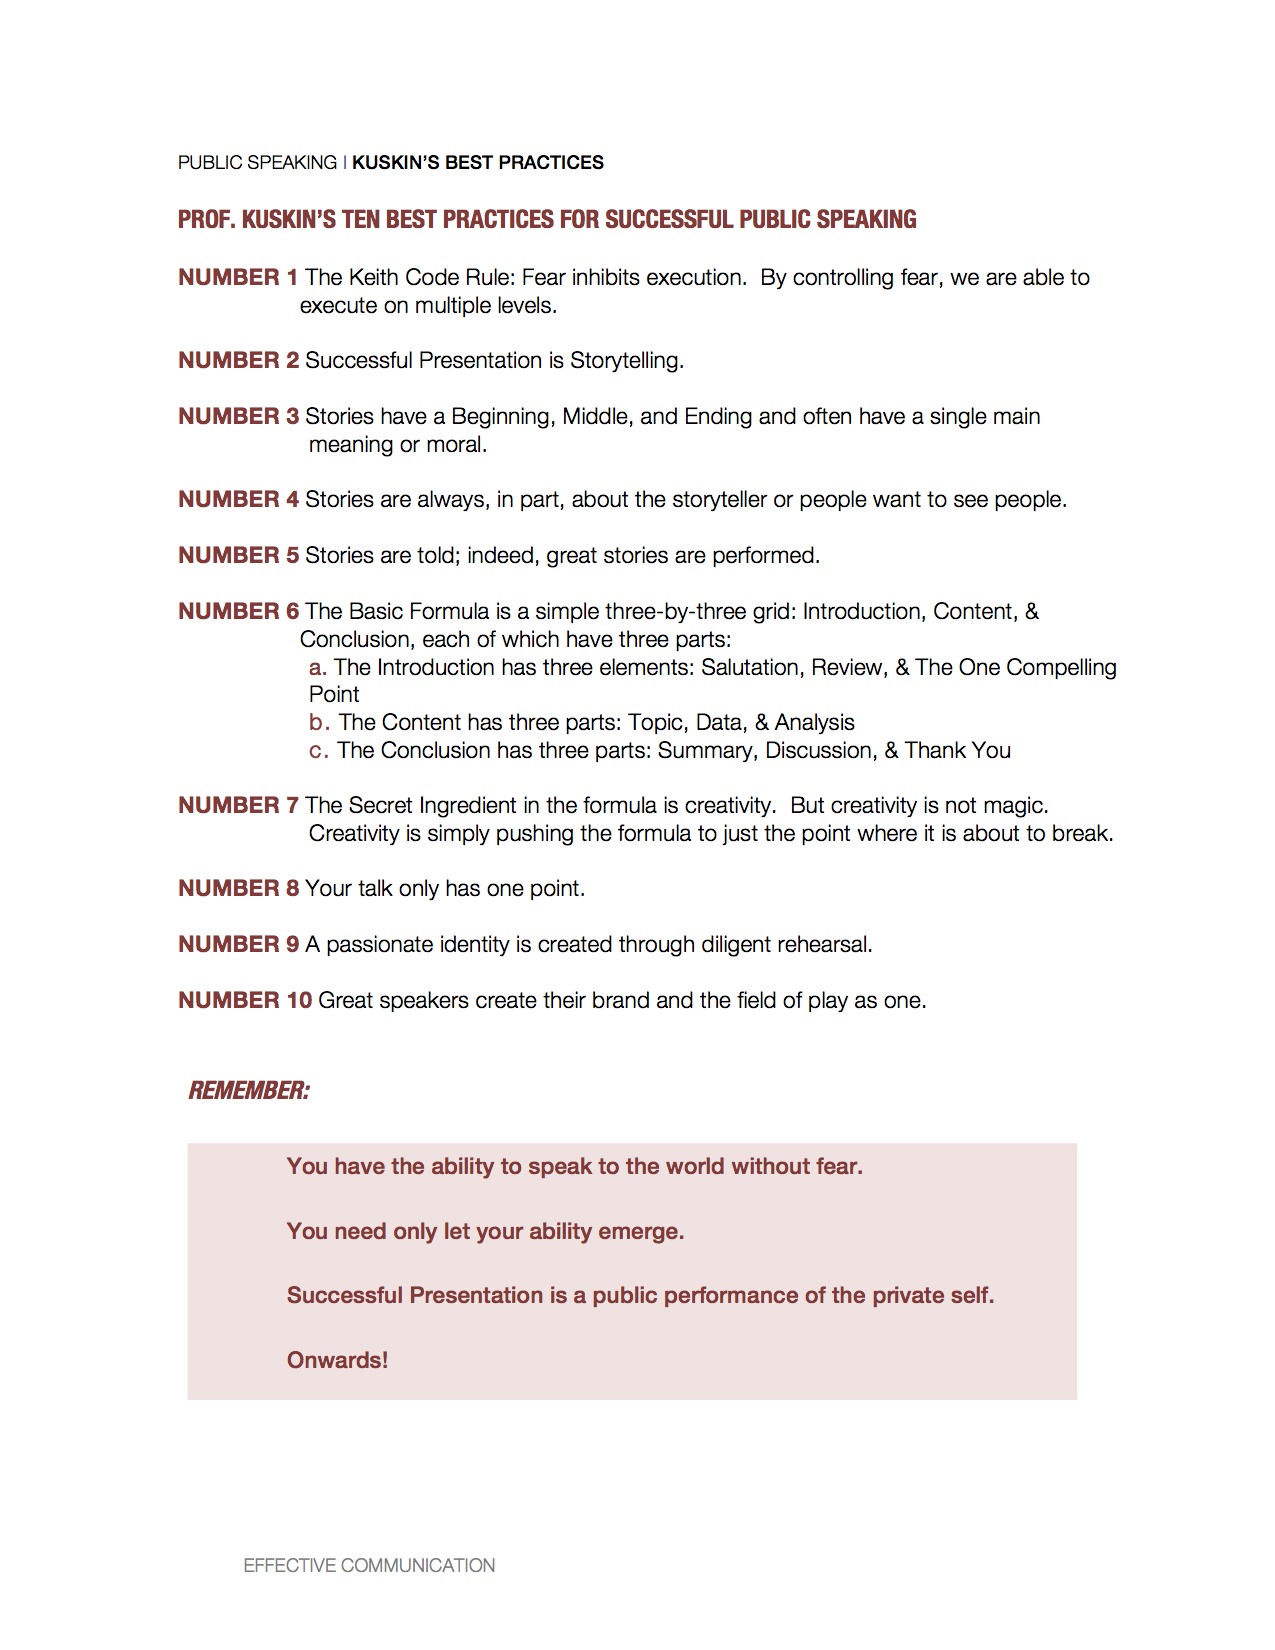 PUBLIC SPEAKING | KUSKIN’S BEST PRACTICES
PROF. KUSKIN’S TEN BEST PRACTICES FOR SUCCESSFUL PUBLIC SPEAKING
NUMBER 1 The Keith Code Rule: Fear inhibits execution.  By controlling fear, we are able to
execute on multiple levels.
NUMBER 2 Successful Presentation is Storytelling.
NUMBER 3 Stories have a Beginning, Middle, and Ending and often have a single main
meaning or moral.
NUMBER 4 Stories are always, in part, about the storyteller or people want to see people.
NUMBER 5 Stories are told; indeed, great stories are performed.
NUMBER 6 The Basic Formula is a simple three-by-three grid: Introduction, Content, &
Conclusion, each of which have three parts:
a. The Introduction has three elements: Salutation, Review, & The One Compelling
Point
b. The Content has three parts: Topic, Data, & Analysis
c. The Conclusion has three parts: Summary, Discussion, & Thank You
NUMBER 7 The Secret Ingredient in the formula is creativity.  But creativity is not magic.
Creativity is simply pushing the formula to just the point where it is about to break.
NUMBER 8 Your talk only has one point.
NUMBER 9 A passionate identity is created through diligent rehearsal.
NUMBER 10 Great speakers create their brand and the field of play as one.
REMEMBER:
You have the ability to speak to the world without fear.
You need only let your ability emerge.
Successful Presentation is a public performance of the private self.
Onwards!
EFFECTIVE COMMUNICATION